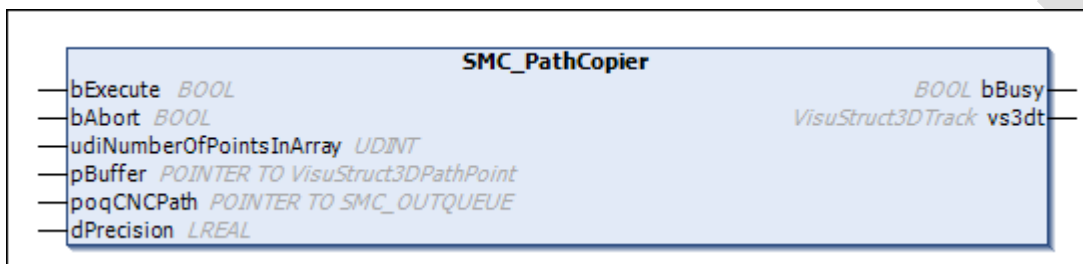 SMC_PathCopier
bExecute BOOL BOOL bBusy
bAbort BOOL VisuStruct3DTrack vs3dt
udiNumberOfPointsInArray UDINT
pBuffer POINTER TO VisuStruct3DPathPoint
poqCNCPath POINTER TO SMC_OUTQUEUE
dPrecision LREAL